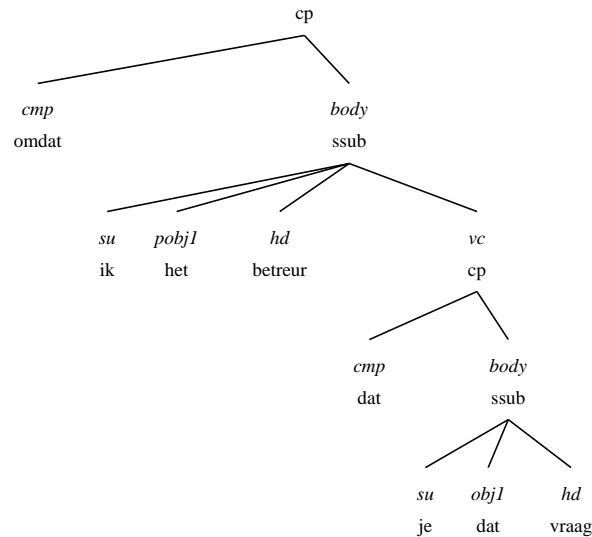 cp
cmp body
omdat ssub
su pobj1 hd vc
ik het betreur cp
cmp body
dat ssub
su obj1 hd
je dat vraag